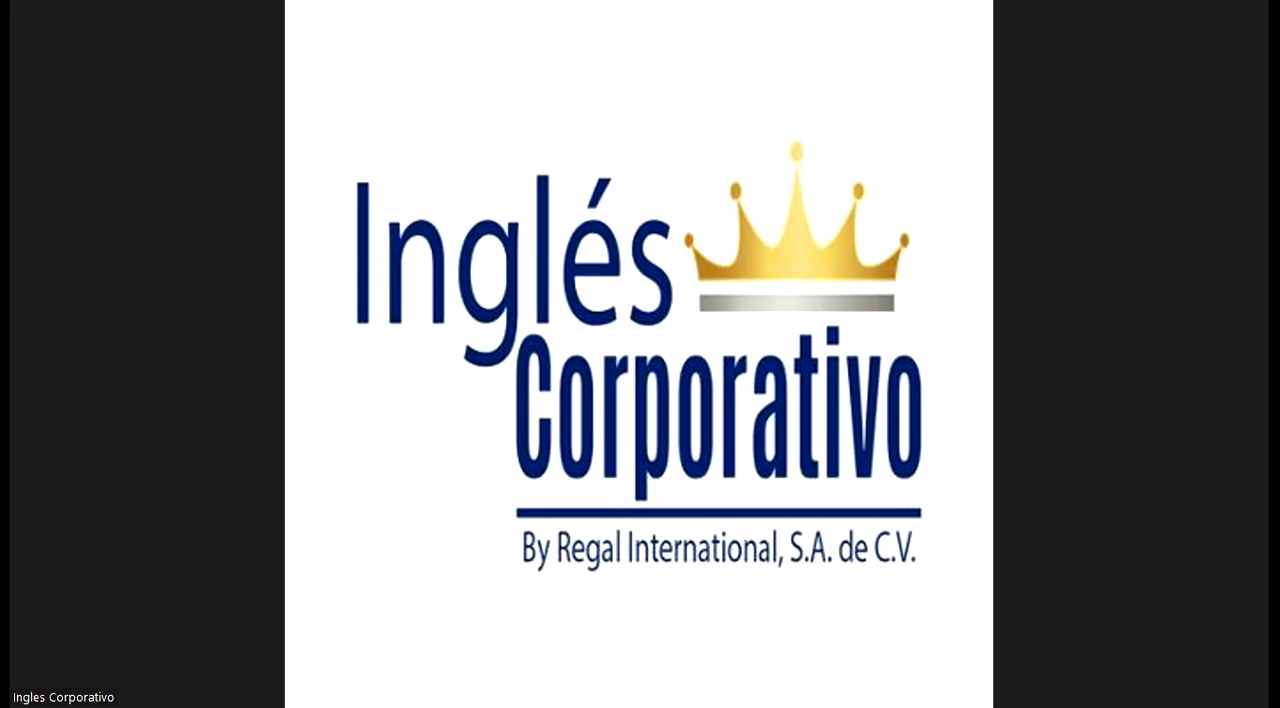 Inglés
Corporativo
By Regal International, S.A. de C.V.
Ingles Corporativo